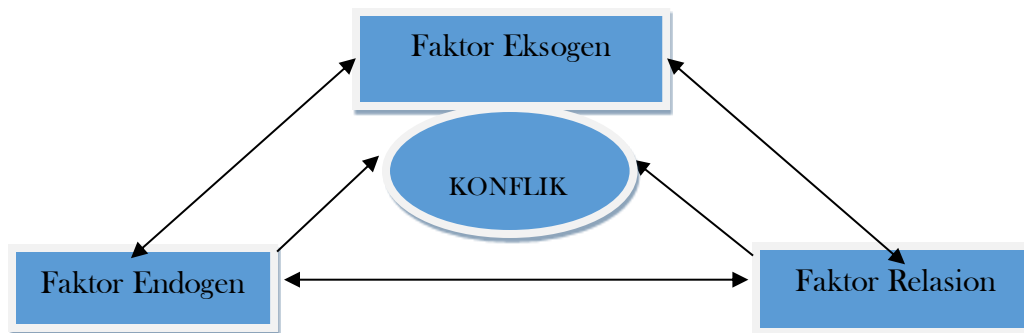 Faktor Eksogen
KONFLIK
Faktor Endogen
Faktor Relasion